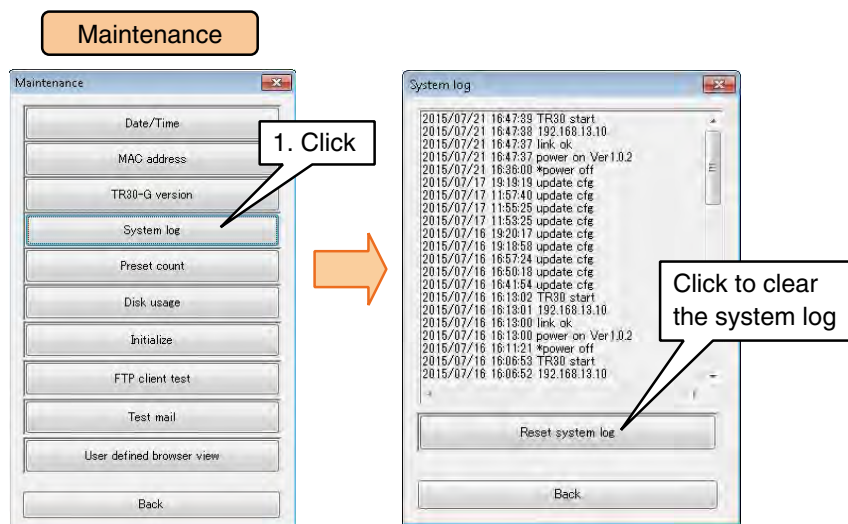 Maintenance
Maintenance
Date/Time
MAC address
TR30-G version
System log
Preset count
Disk usage
Initialize
FTP client test
Test mail
User defined browser view
Back
1. Click
System log
2015/07/21 16:47:39 TR30 start
2015/07/21 16:47:38 192.168.13.10
2015/07/21 16:47:37 link ok
2015/07/21 16:47:37 power on Ver1.0.2
2015/07/21 16:36:00 *power off
2015/07/17 19:19:19 update cfg
2015/07/17 11:57:40 update cfg
2015/07/17 11:55:25 update cfg
2015/07/17 11:53:25 update cfg
2015/07/16 19:20:17 update cfg
2015/07/16 19:18:58 update cfg
2015/07/16 16:57:24 update cfg
2015/07/16 16:50:18 update cfg
2015/07/16 16:41:54 update cfg
2015/07/16 16:13:02 TR30 start
2015/07/16 16:13:01 192.168.13.10
2015/07/16 16:13:00 link ok
2015/07/16 16:13:00 power on Ver1.0.2
2015/07/16 16:11:21 *power off
2015/07/16 16:06:53 TR30 start
2015/07/16 16:06:52 192.168.13.10
Click to clear
the system log
Reset system log
Back